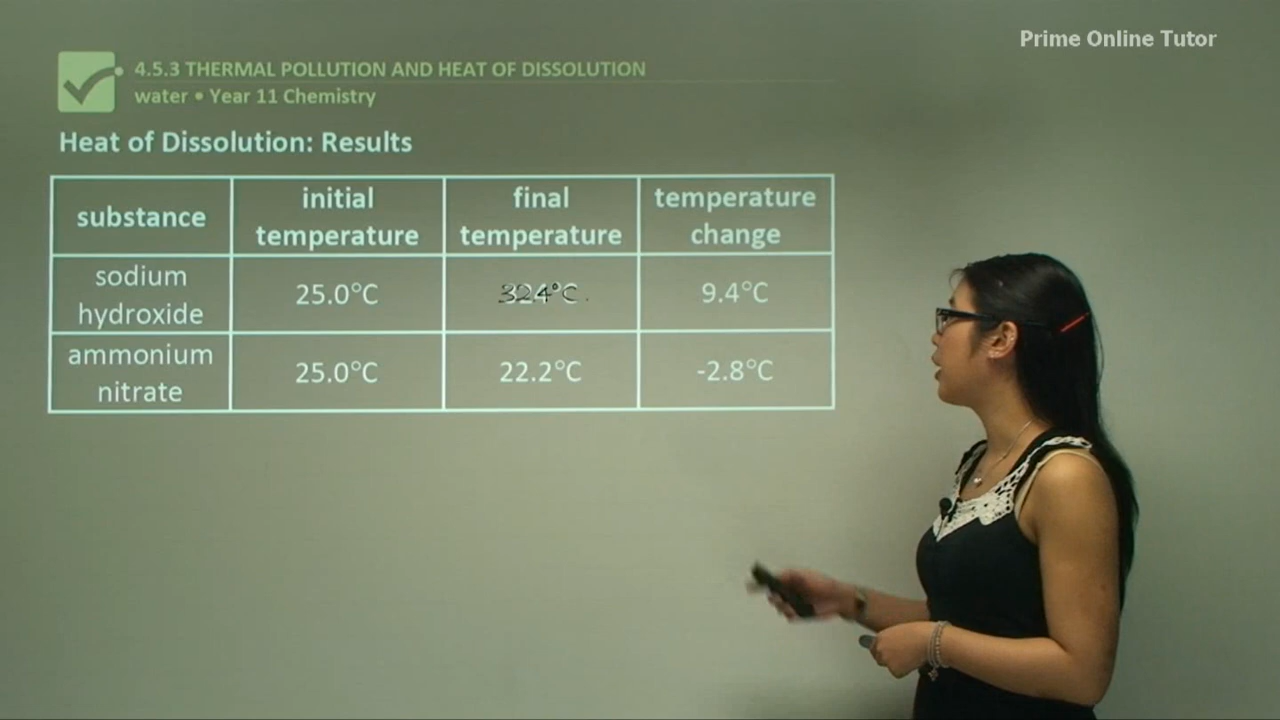 Prime Online Tutor
4.5.3 THERMAL POLLUTION AND HEAT OF DISSOLUTION
water • Year 11 Chemistry
Heat of Dissolution: Results
substance
initial
temperature
final
temperature
temperature
change
sodium
hydroxide
25.0°C
9.4°C
ammonium
nitrate
25.0°C
22.2°C
-2.8°C